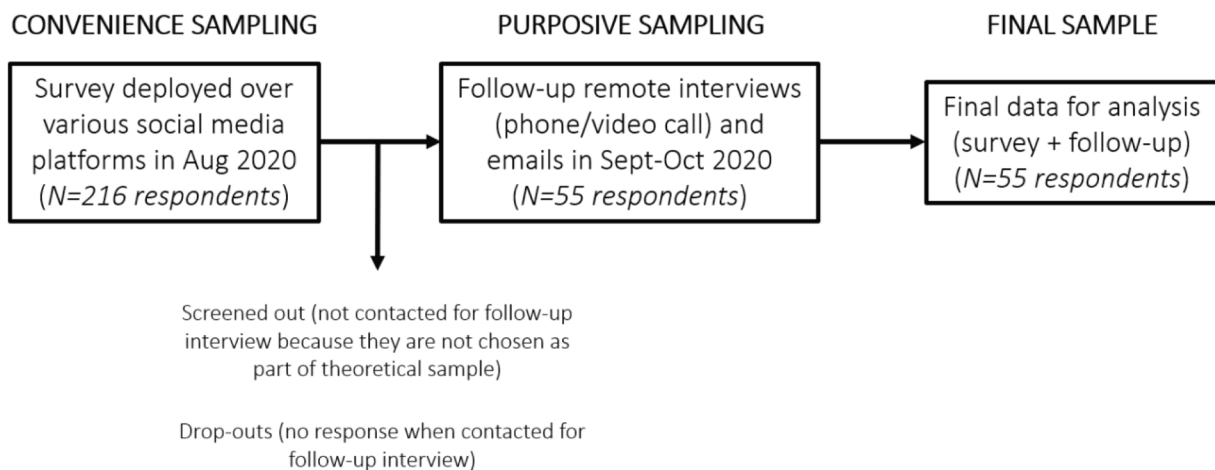 CONVENIENCE SAMPLING
Survey deployed over
various social media
platforms in Aug 2020
(N=216 respondents)
PURPOSIVE SAMPLING
Follow-up remote interviews
(phone/video call) and
emails in Sept-Oct 2020
(N=55 respondents)
FINAL SAMPLE
Final data for analysis
(survey + follow-up)
(N=55 respondents)
Screened out (not contacted for follow-up
interview because they are not chosen as
part of theoretical sample)
Drop-outs (no response when contacted for
follow-up interview)